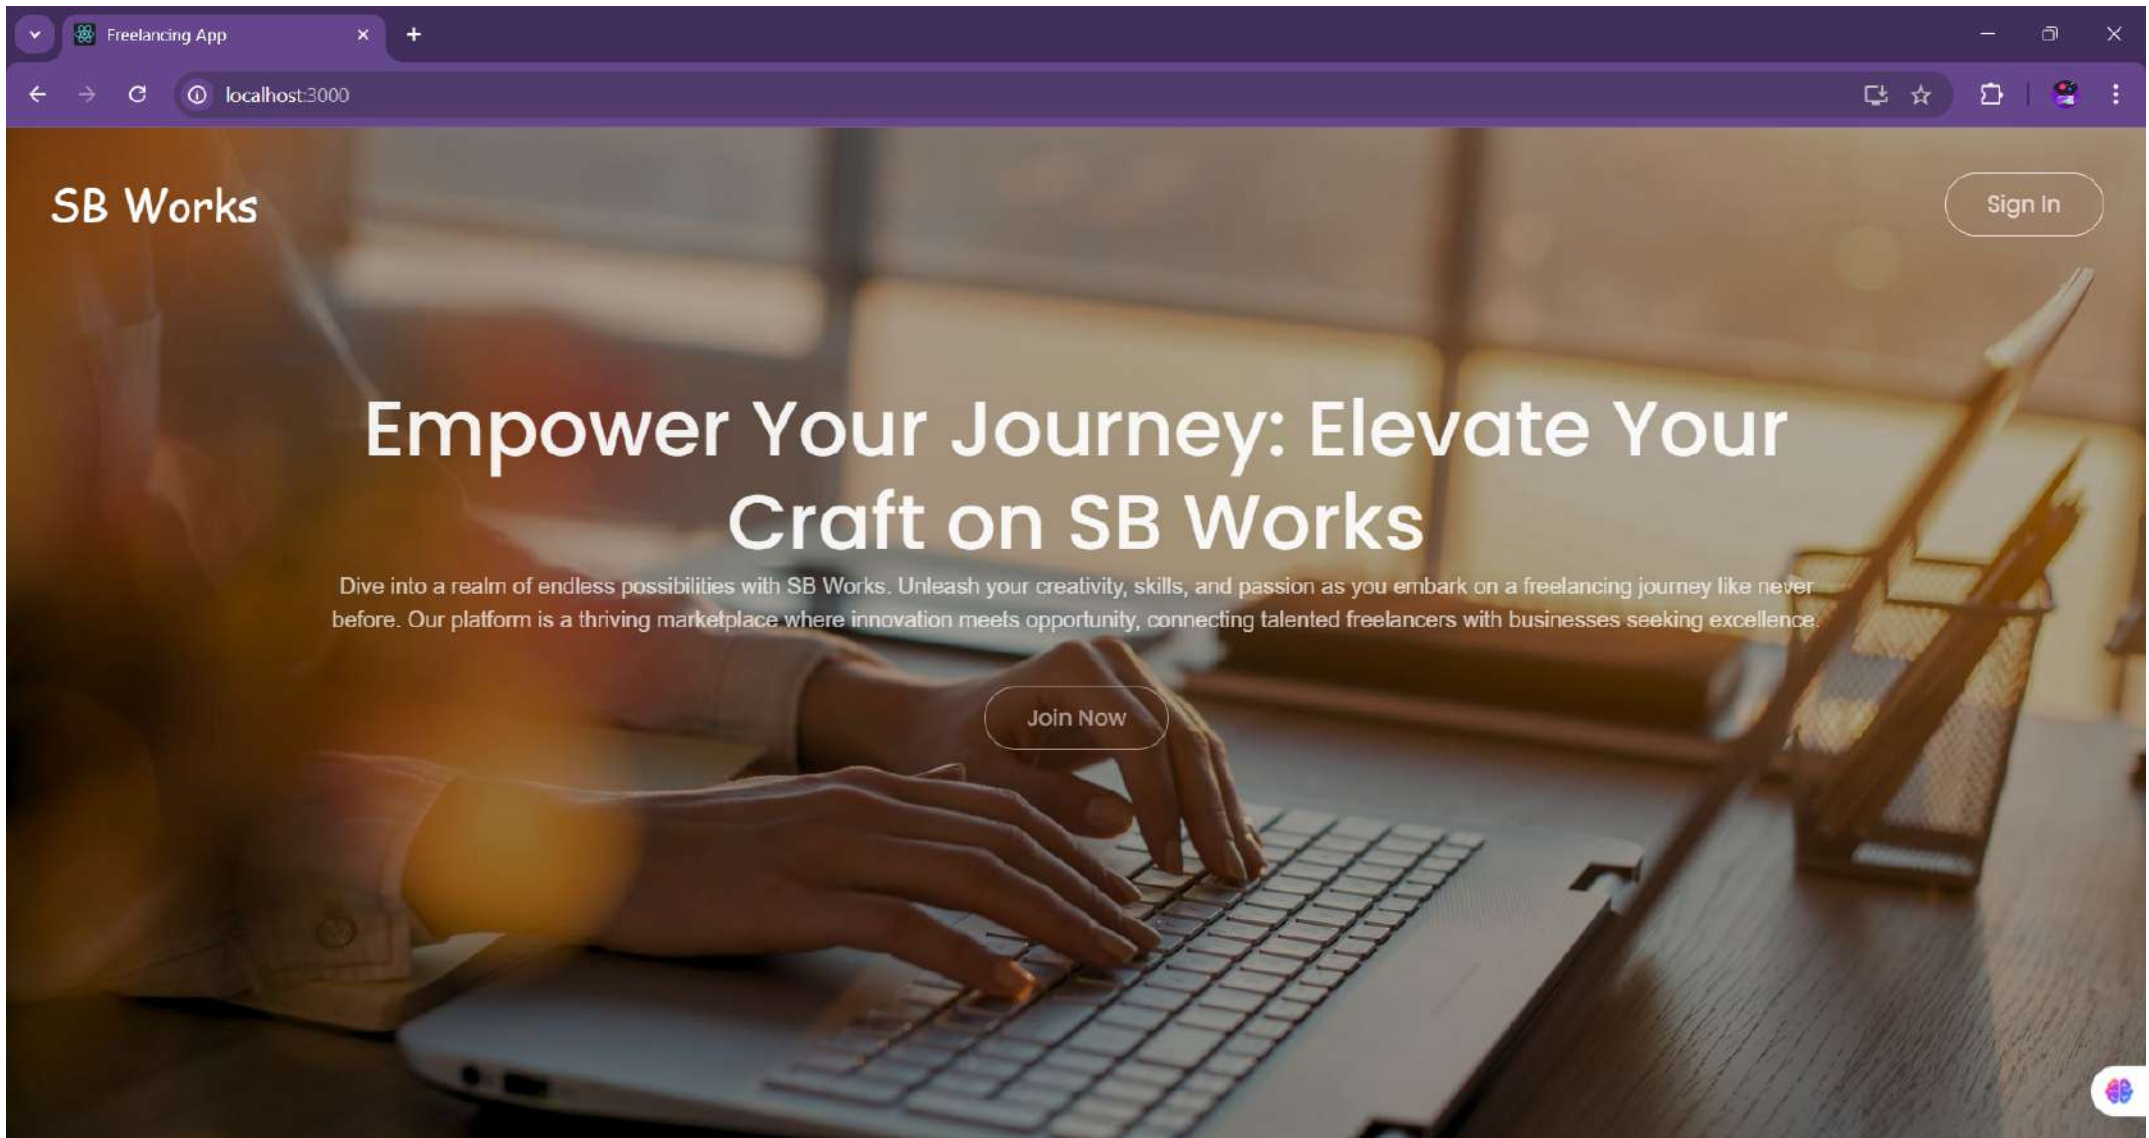 Freelancing App
localhost:3000
SB Works
Sign In
Empower Your Journey: Elevate Your
Craft on SB Works
Dive into a realm of endless possibilities with SB Works. Unleash your creativity, skills, and passion as you embark on a freelancing journey like never
before. Our platform is a thriving marketplace where innovation meets opportunity, connecting talented freelancers with businesses seeking excellence.
Join Now